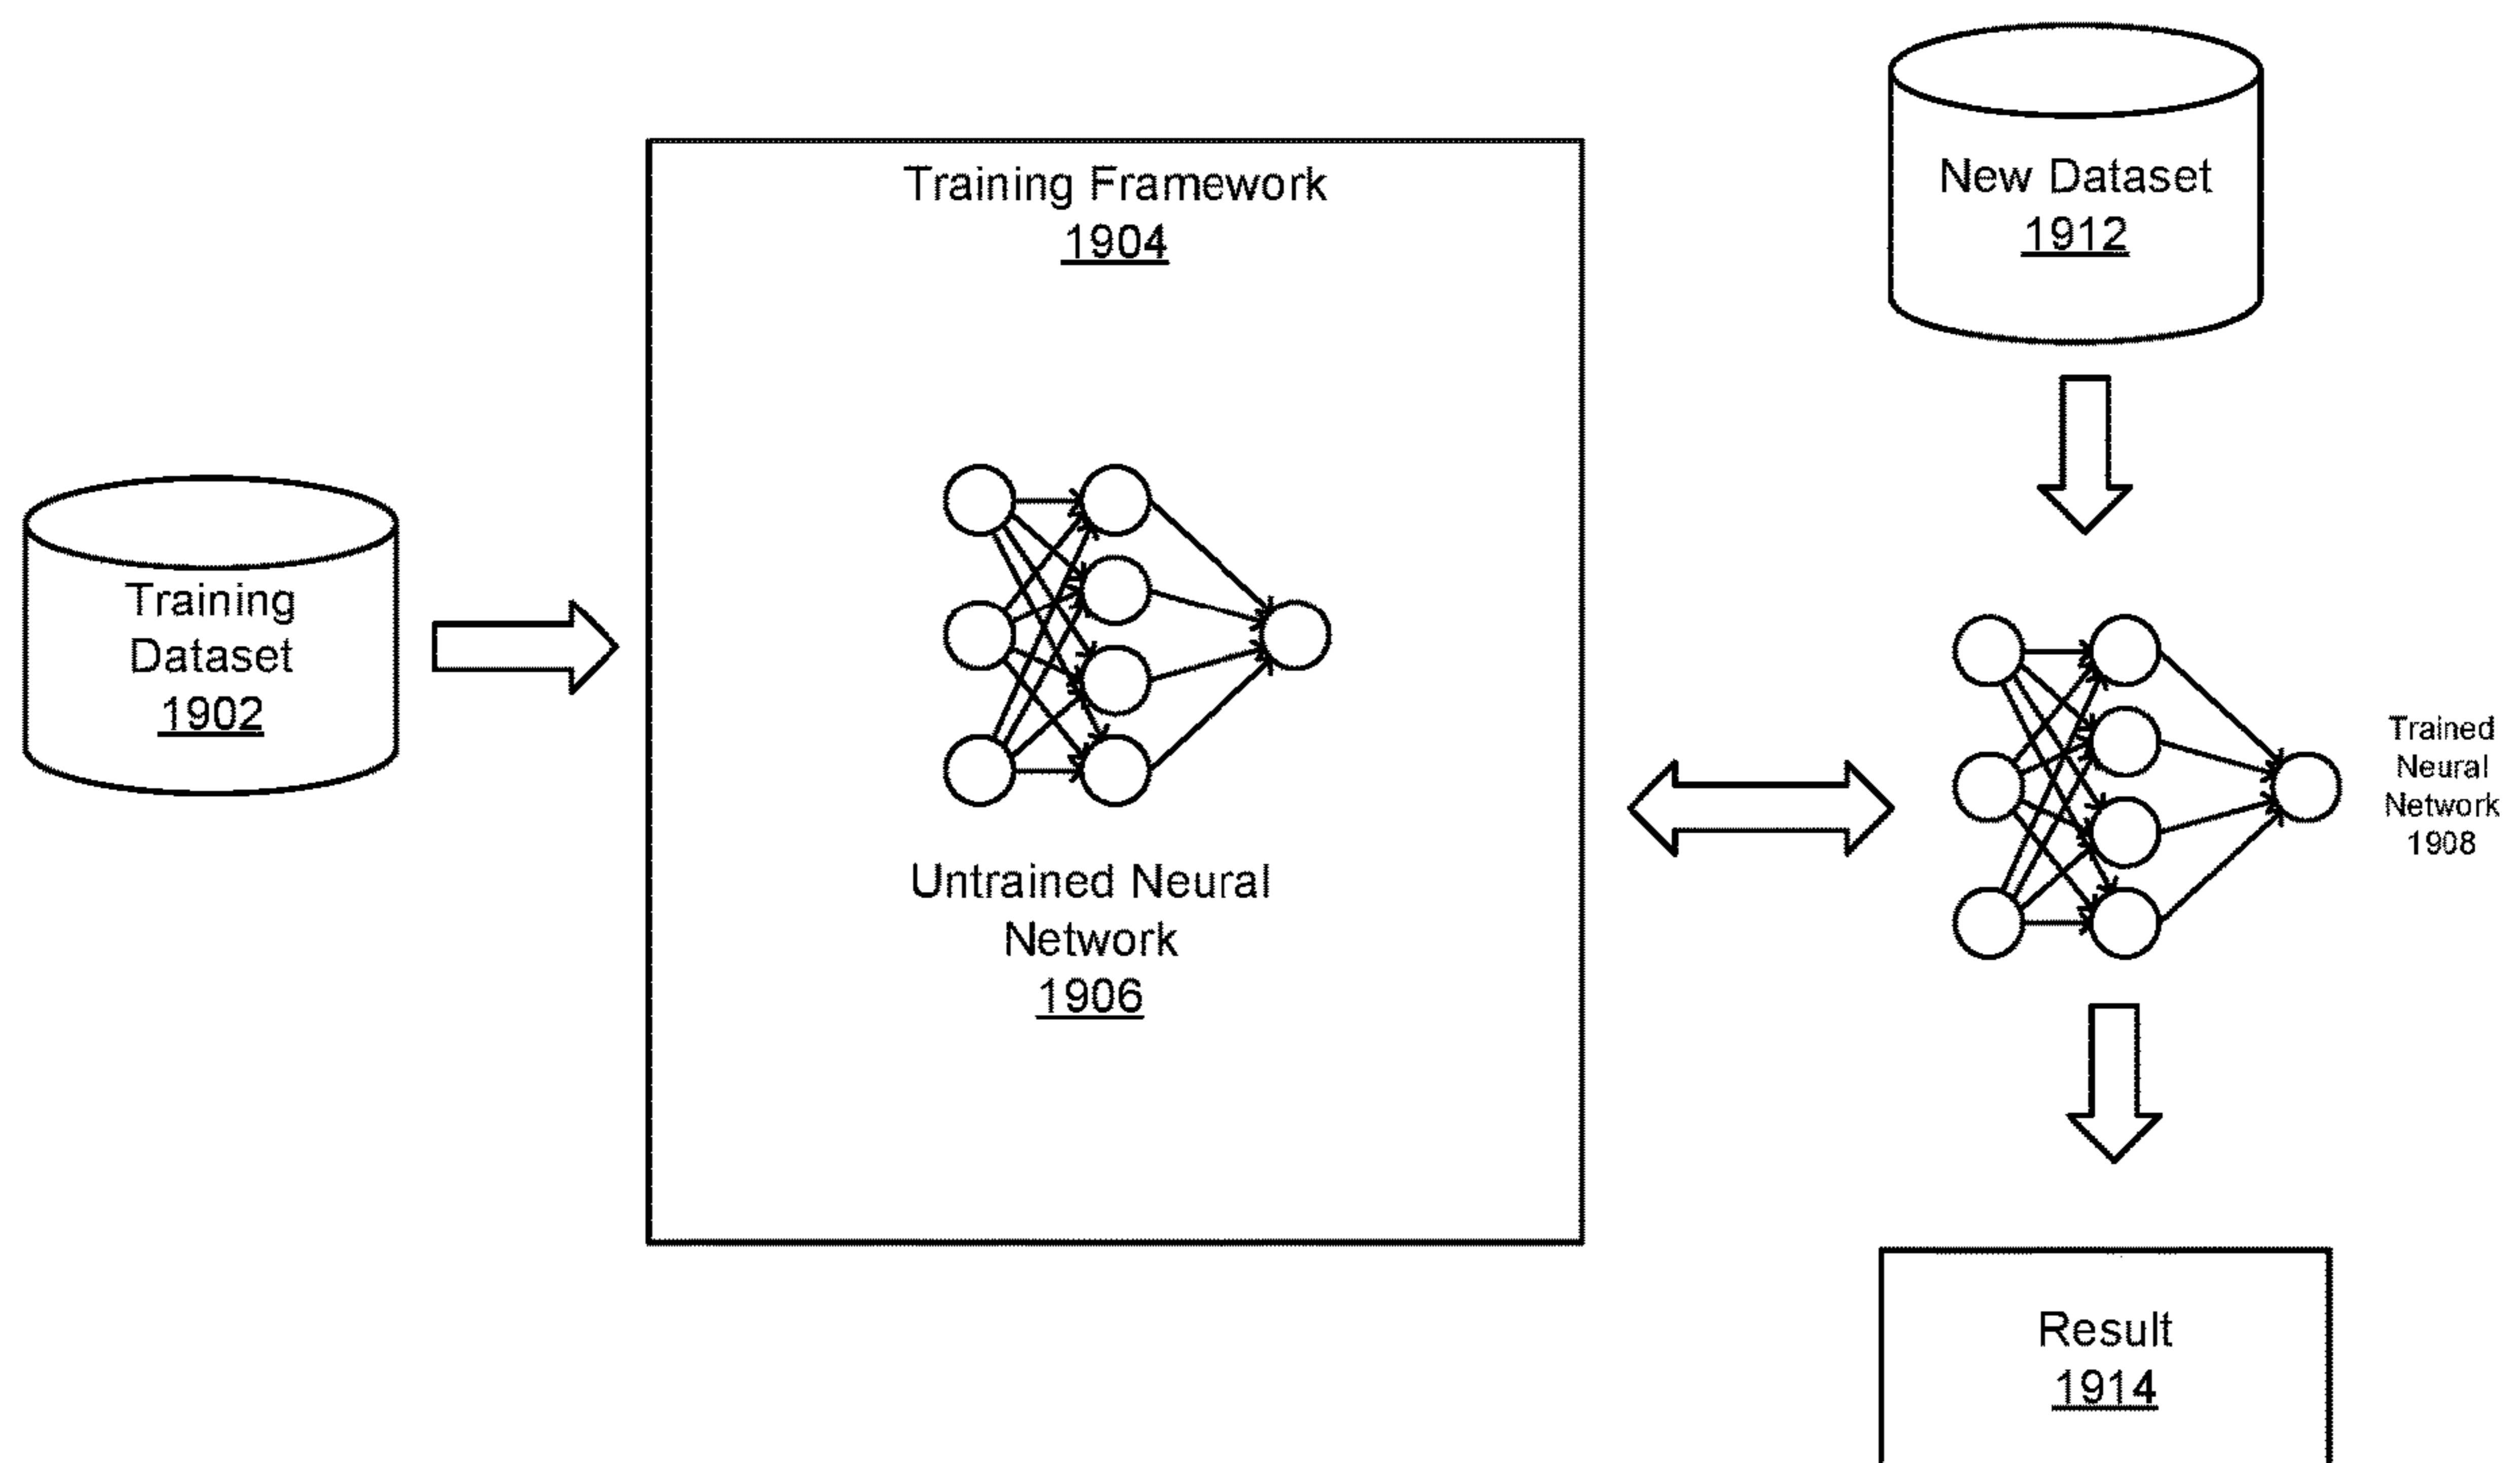 Training Framework
1904
New Dataset
1912
Training
Dataset
1902
Untrained Neural
Network
1906
Trained
Neural
Network
1908
Result
1914